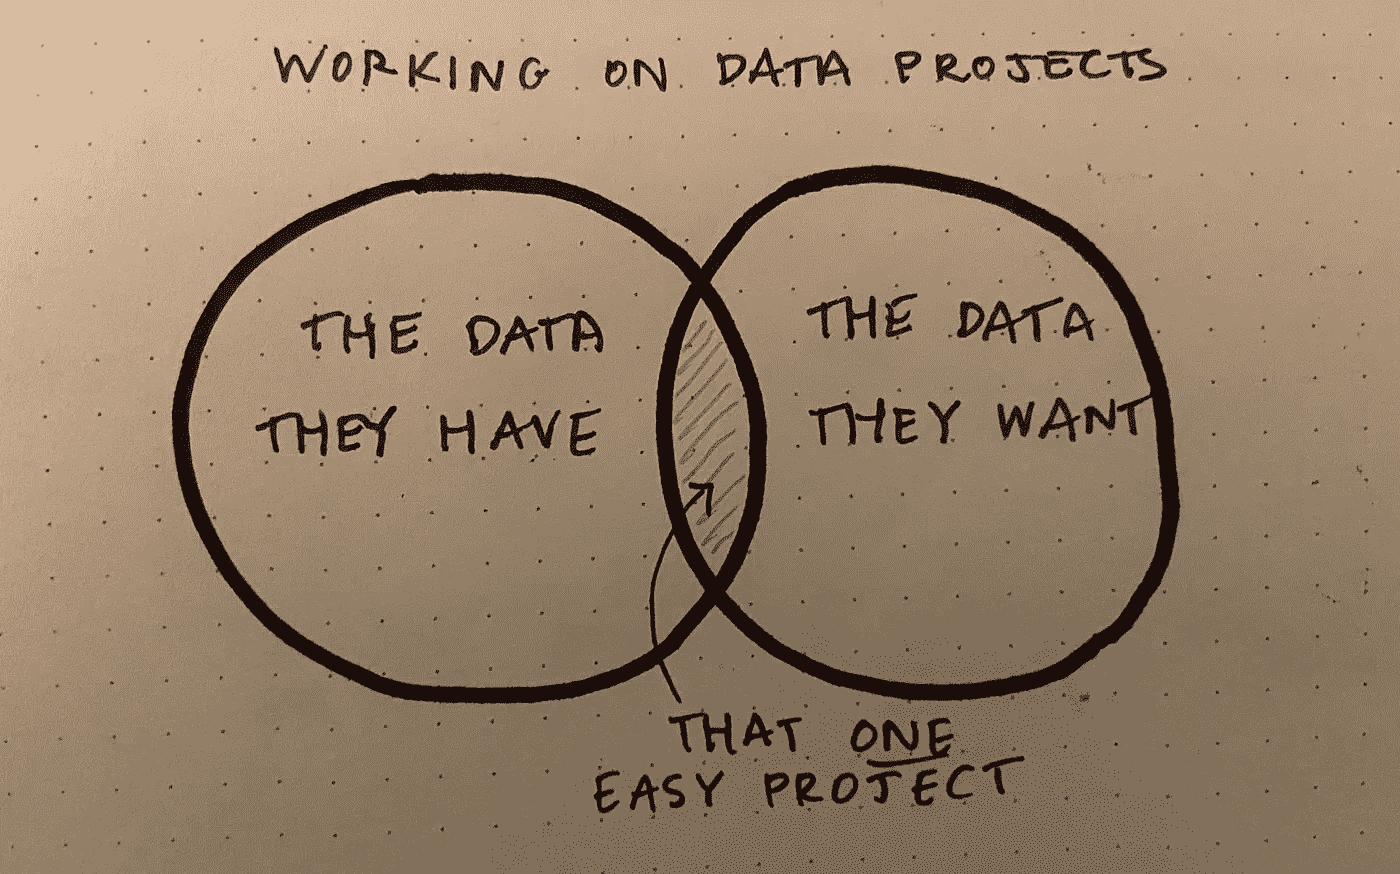 WORKING ON DATA PROJECTS
THE DATA
THEY HAVE
THE DATA
THEY WANT
THAT ONE
EASY PROJECT